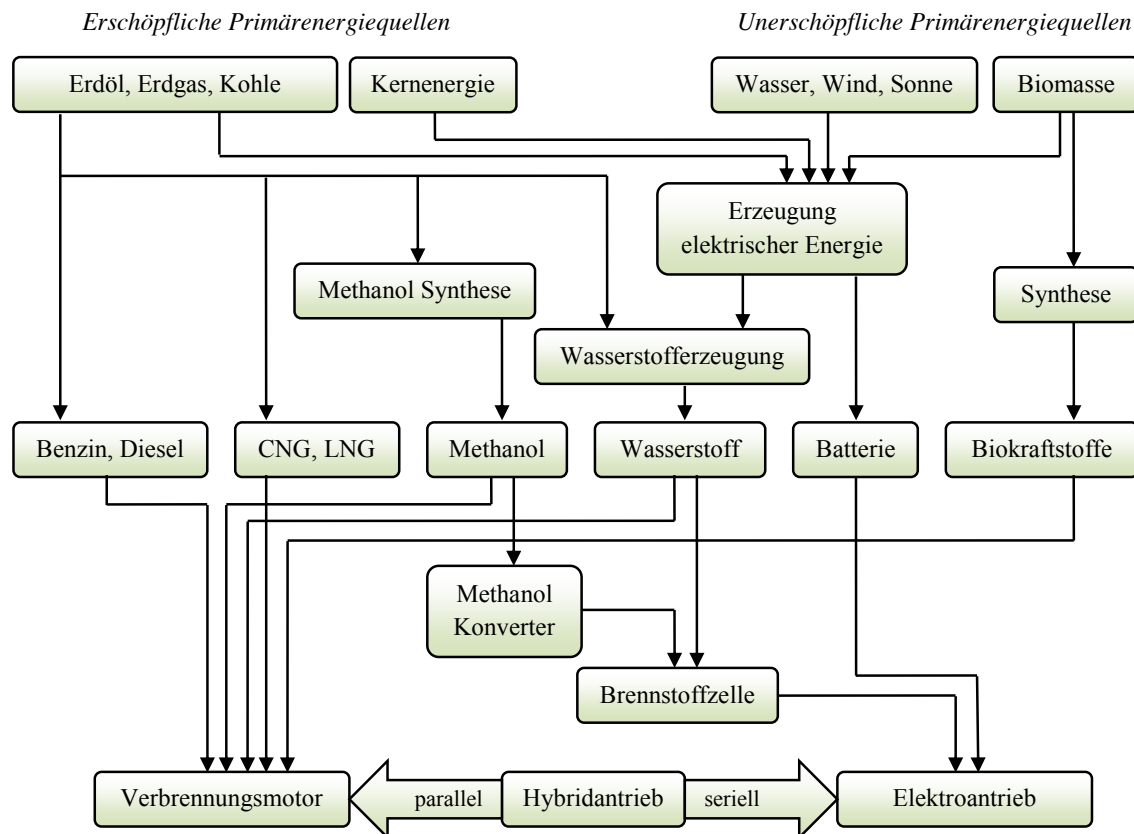 Erschöpfliche Primärenergiequellen
Unerschöpfliche Primärenergiequellen
Erdöl, Erdgas, Kohle
Kernenergie
Wasser, Wind, Sonne
Biomasse
Erzeugung
elektrischer Energie
Methanol Synthese
Synthese
Wasserstofferzeugung
Benzin, Diesel
CNG, LNG
Methanol
Wasserstoff
Batterie
Biokraftstoffe
Methanol
Konverter
Brennstoffzelle
Verbrennungsmotor
parallel
Hybridantrieb
seriell
Elektroantrieb